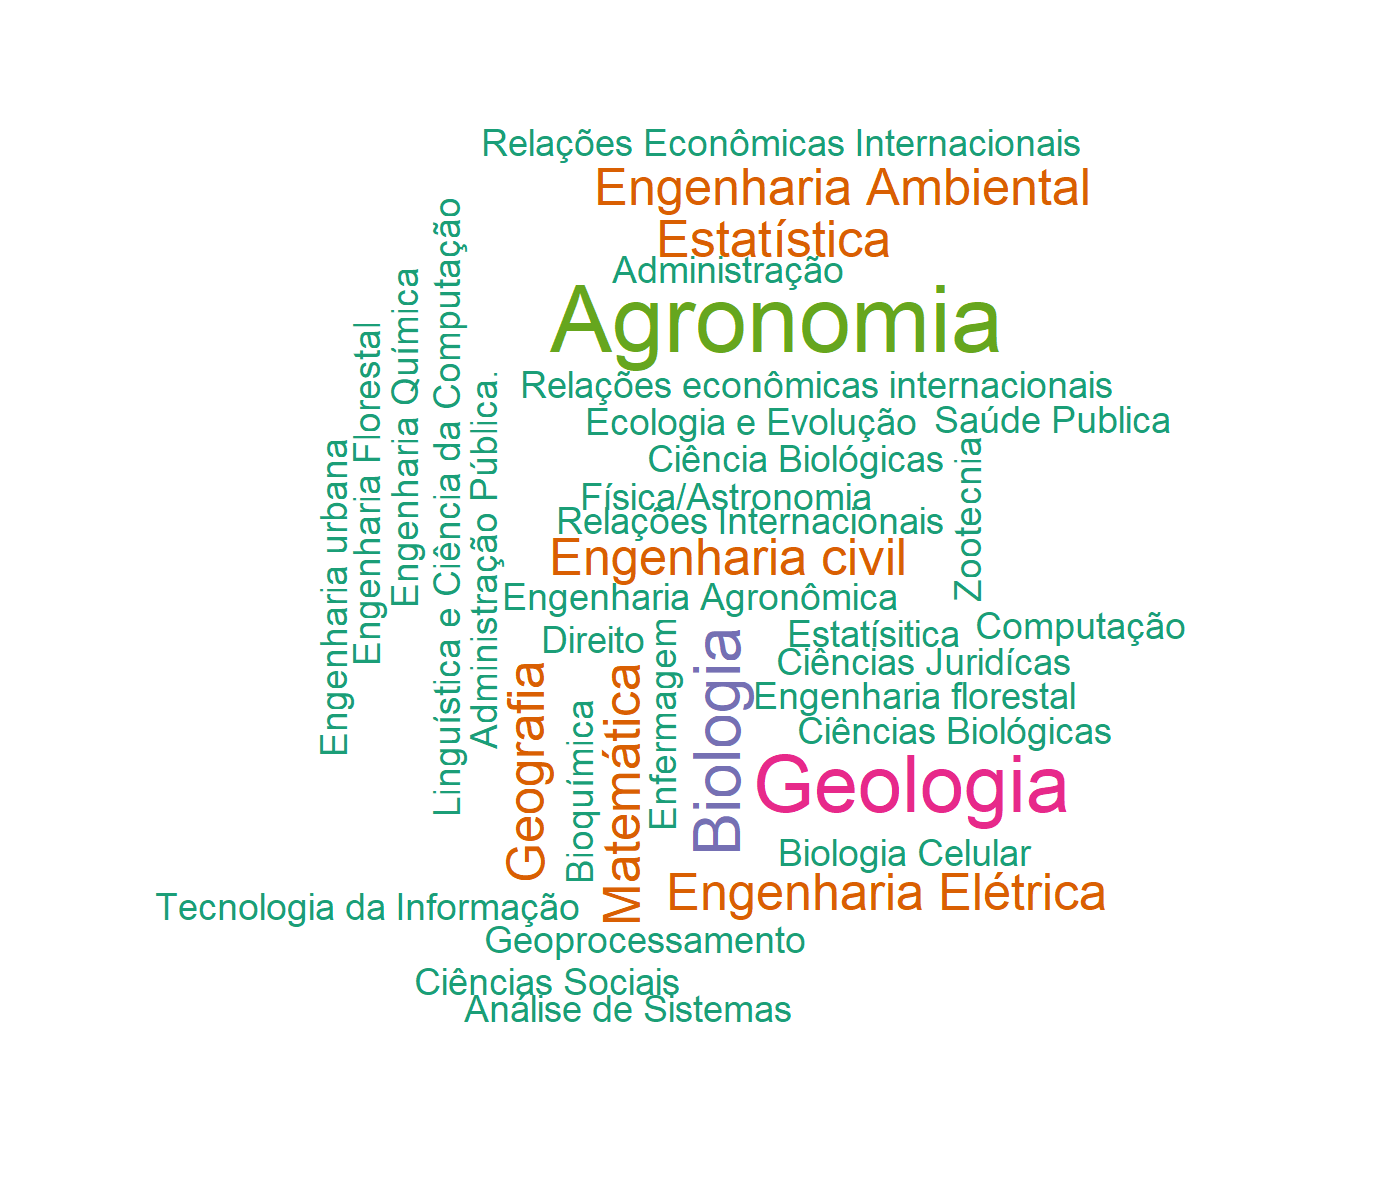 Relações Econômicas Internacionais
Engenharia Ambiental
Estatística
Administração
Agronomia
Relações econômicas internacionais
Ecologia e Evolução
Saúde Publica
Ciência Biológicas
Física/Astronomia
Relações Internacionais
Engenharia civil
Engenharia Agronômica
Zootecnia
Direito
Estatísitica
Computação
Ciências Jurídícas
Engenharia florestal
Ciências Biológicas
Geologia
Biologia Celular
Engenharia Elétrica
Engenharia urbana
Engenharia Florestal
Engenharia Química
Linguística e Ciência da Computação
Administração Pública.
Geografia
Bioquímica
Matemática
Enfermagem
Biologia
Tecnologia da Informação
Geoprocessamento
Ciências Sociais
Análise de Sistemas